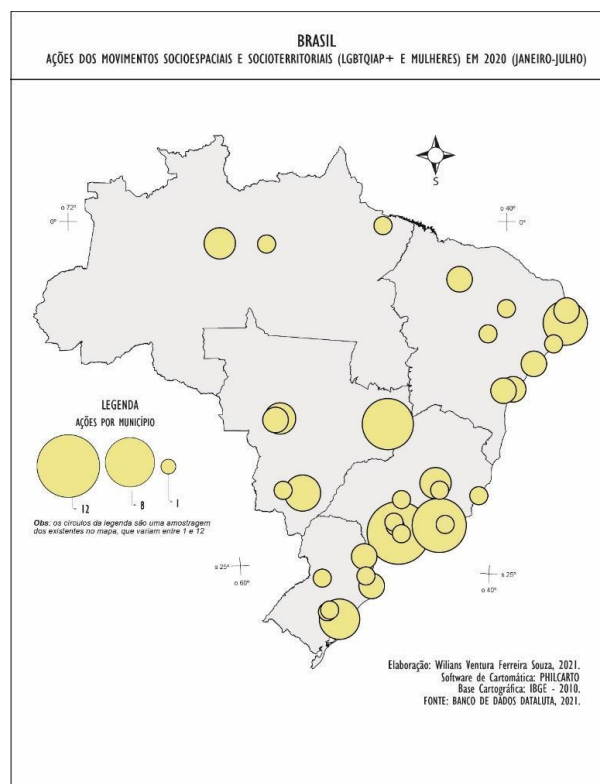 BRASIL
AÇÕES DOS MOVIMENTOS SOCIOESPACIAIS E SOCIOTERRITORIAIS (LGBTQIAP+ E MULHERES) EM 2020 (JANEIRO-JULHO)
S
o 72°
0°
o 40°
0°
LEGENDA
AÇÕES POR MUNICÍPIO
12
8
1
Obs: os círculos da legenda são uma amostragem
dos existentes no mapa, que variam entre 1 e 12
s 25°
o 60°
s 25°
o 40°
Elaboração: Wilians Ventura Ferreira Souza, 2021.
Software de Cartomática: PHILCARTO
Base Cartográfica: IBGE - 2010.
FONTE: BANCO DE DADOS DATALUTA, 2021.